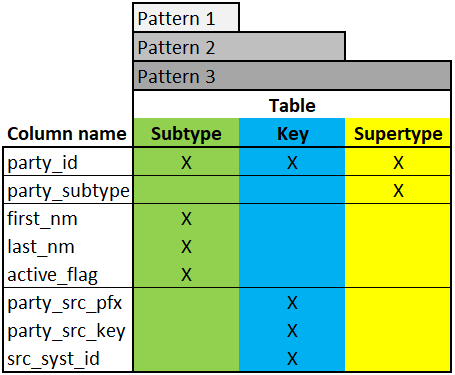 Pattern 1
Pattern 2
Pattern 3
Table
Column name Subtype Key Supertype
party_id X X X
party_subtype X
first_nm X
last_nm X
active_flag X
party_src_pfx X
party_src_key X
src_syst_id X